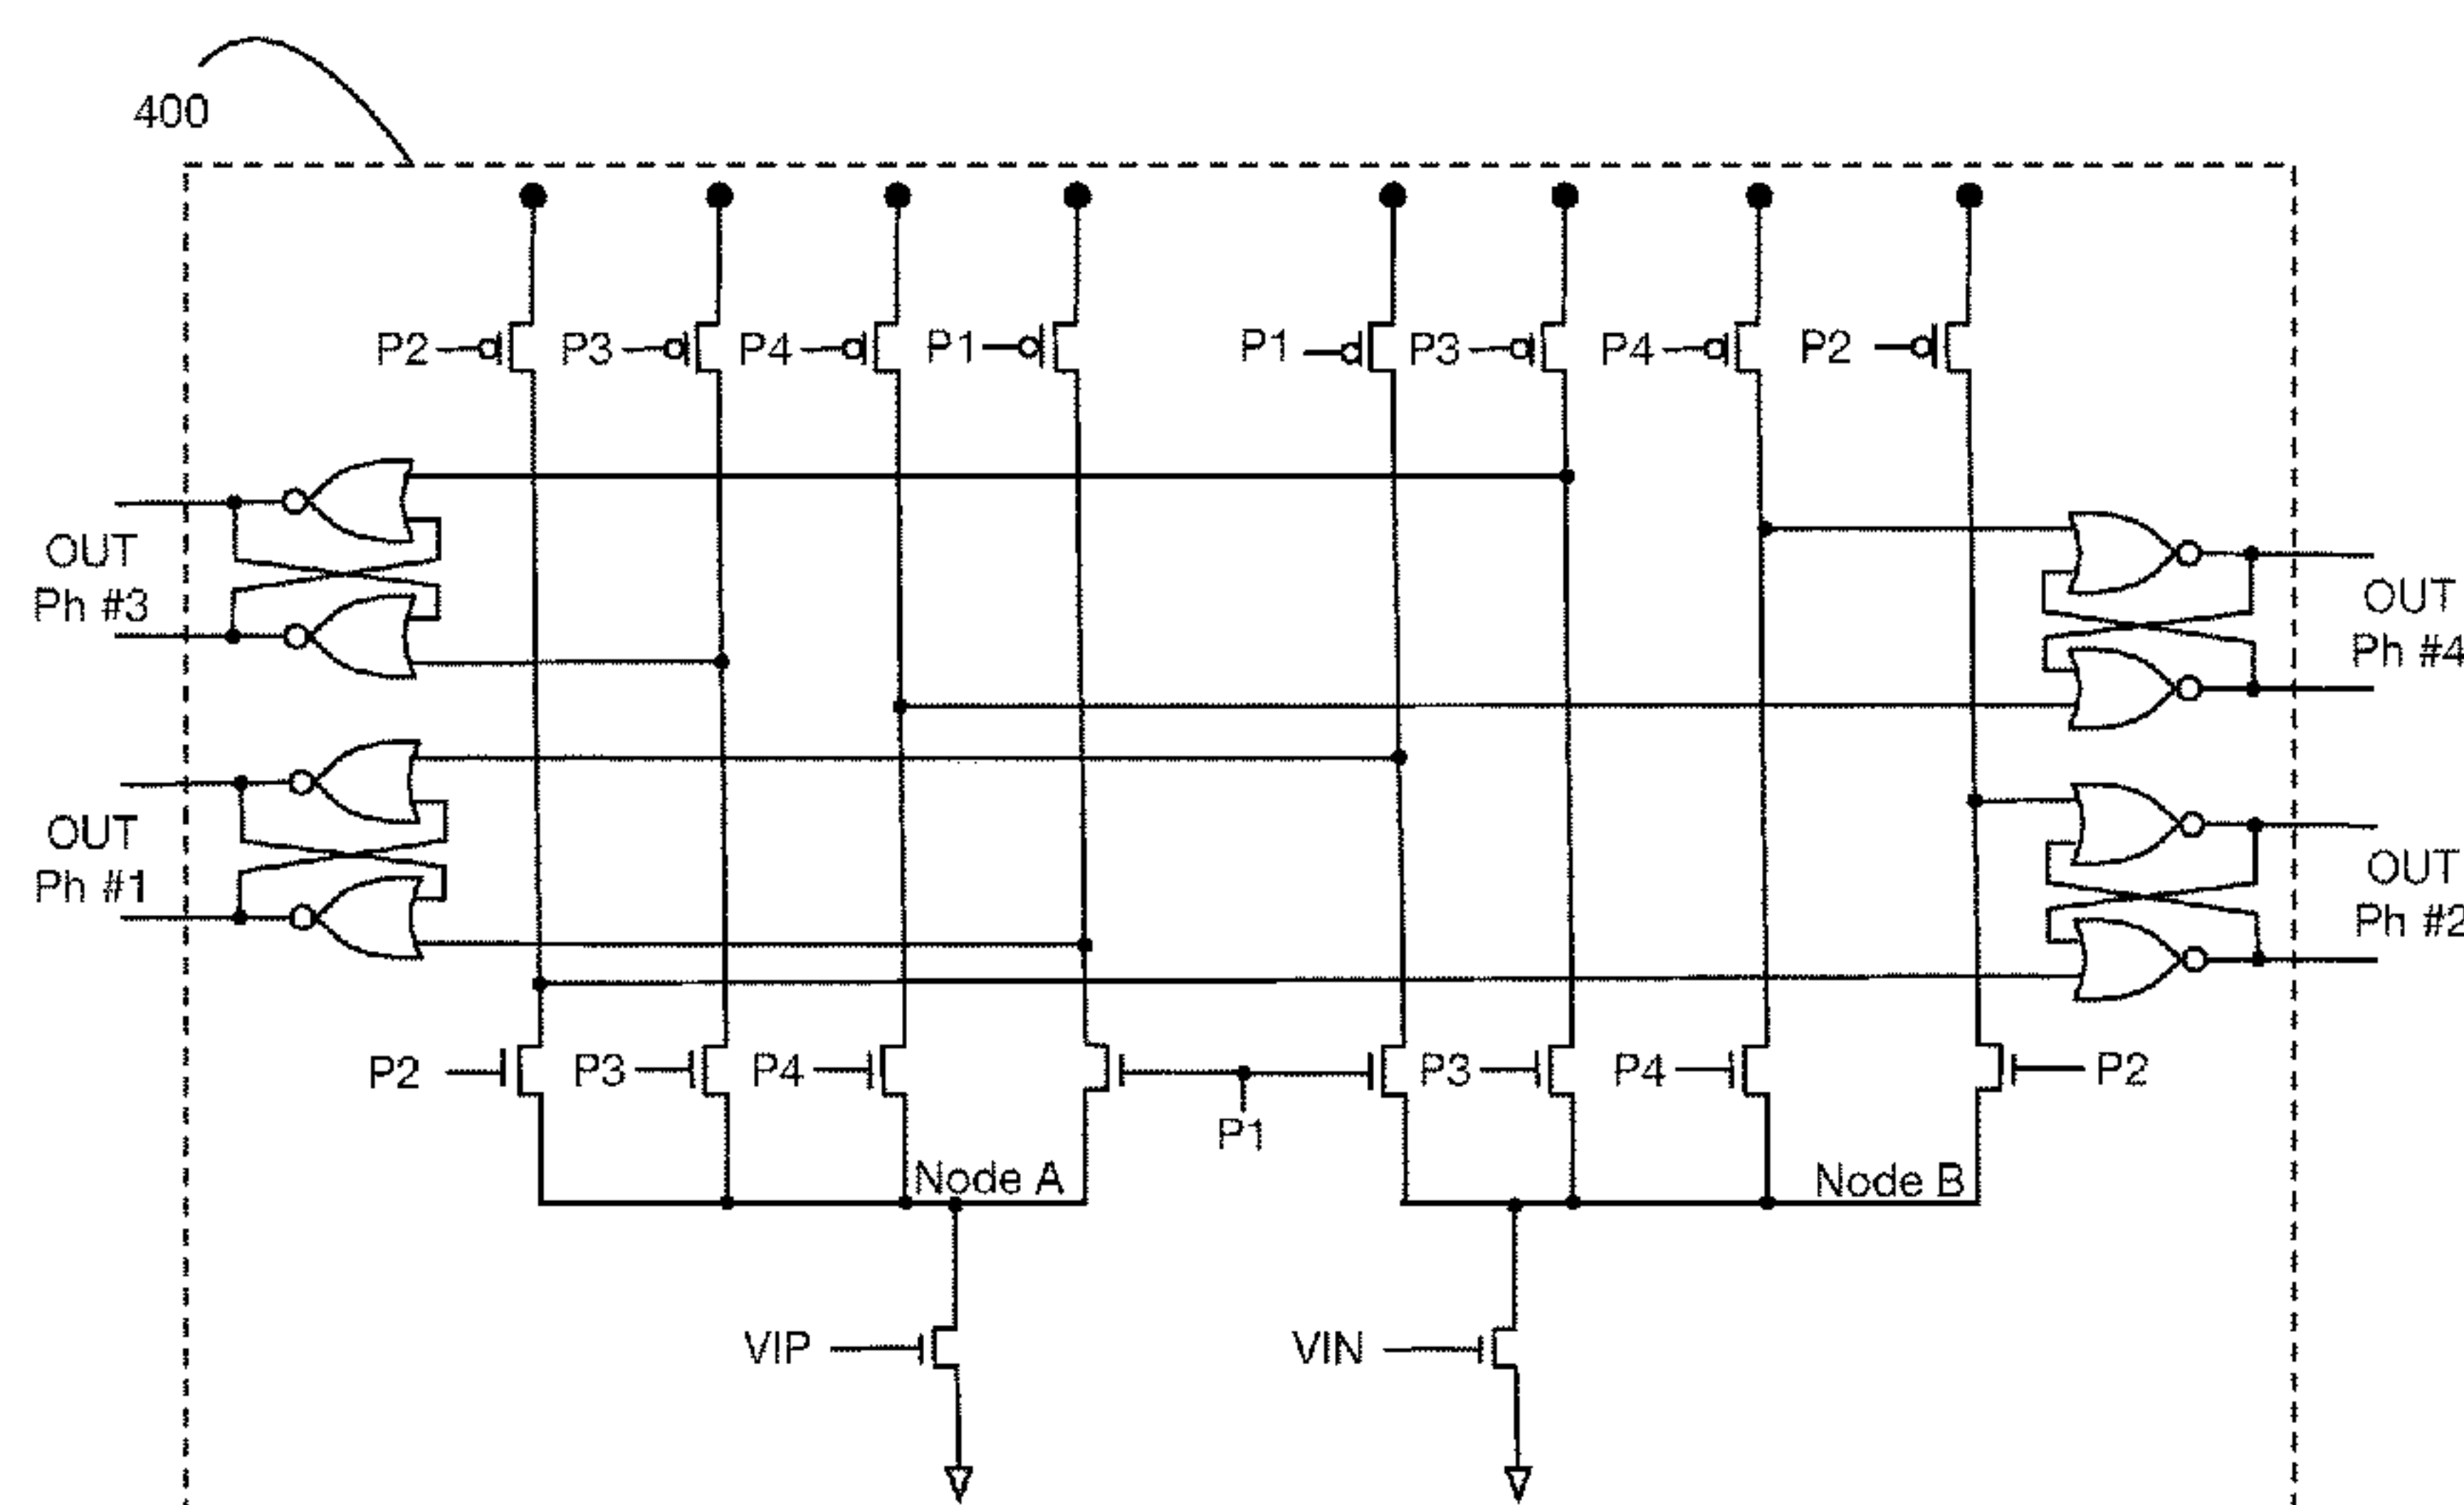 400
P2 P3 P4 P1 P1 P3 P4 P2
OUT
Ph #3
OUT
Ph #4
OUT
Ph #1
OUT
Ph #2
P2 P3 P4 P3 P4 P2
P1
Node A Node B
VIP VIN